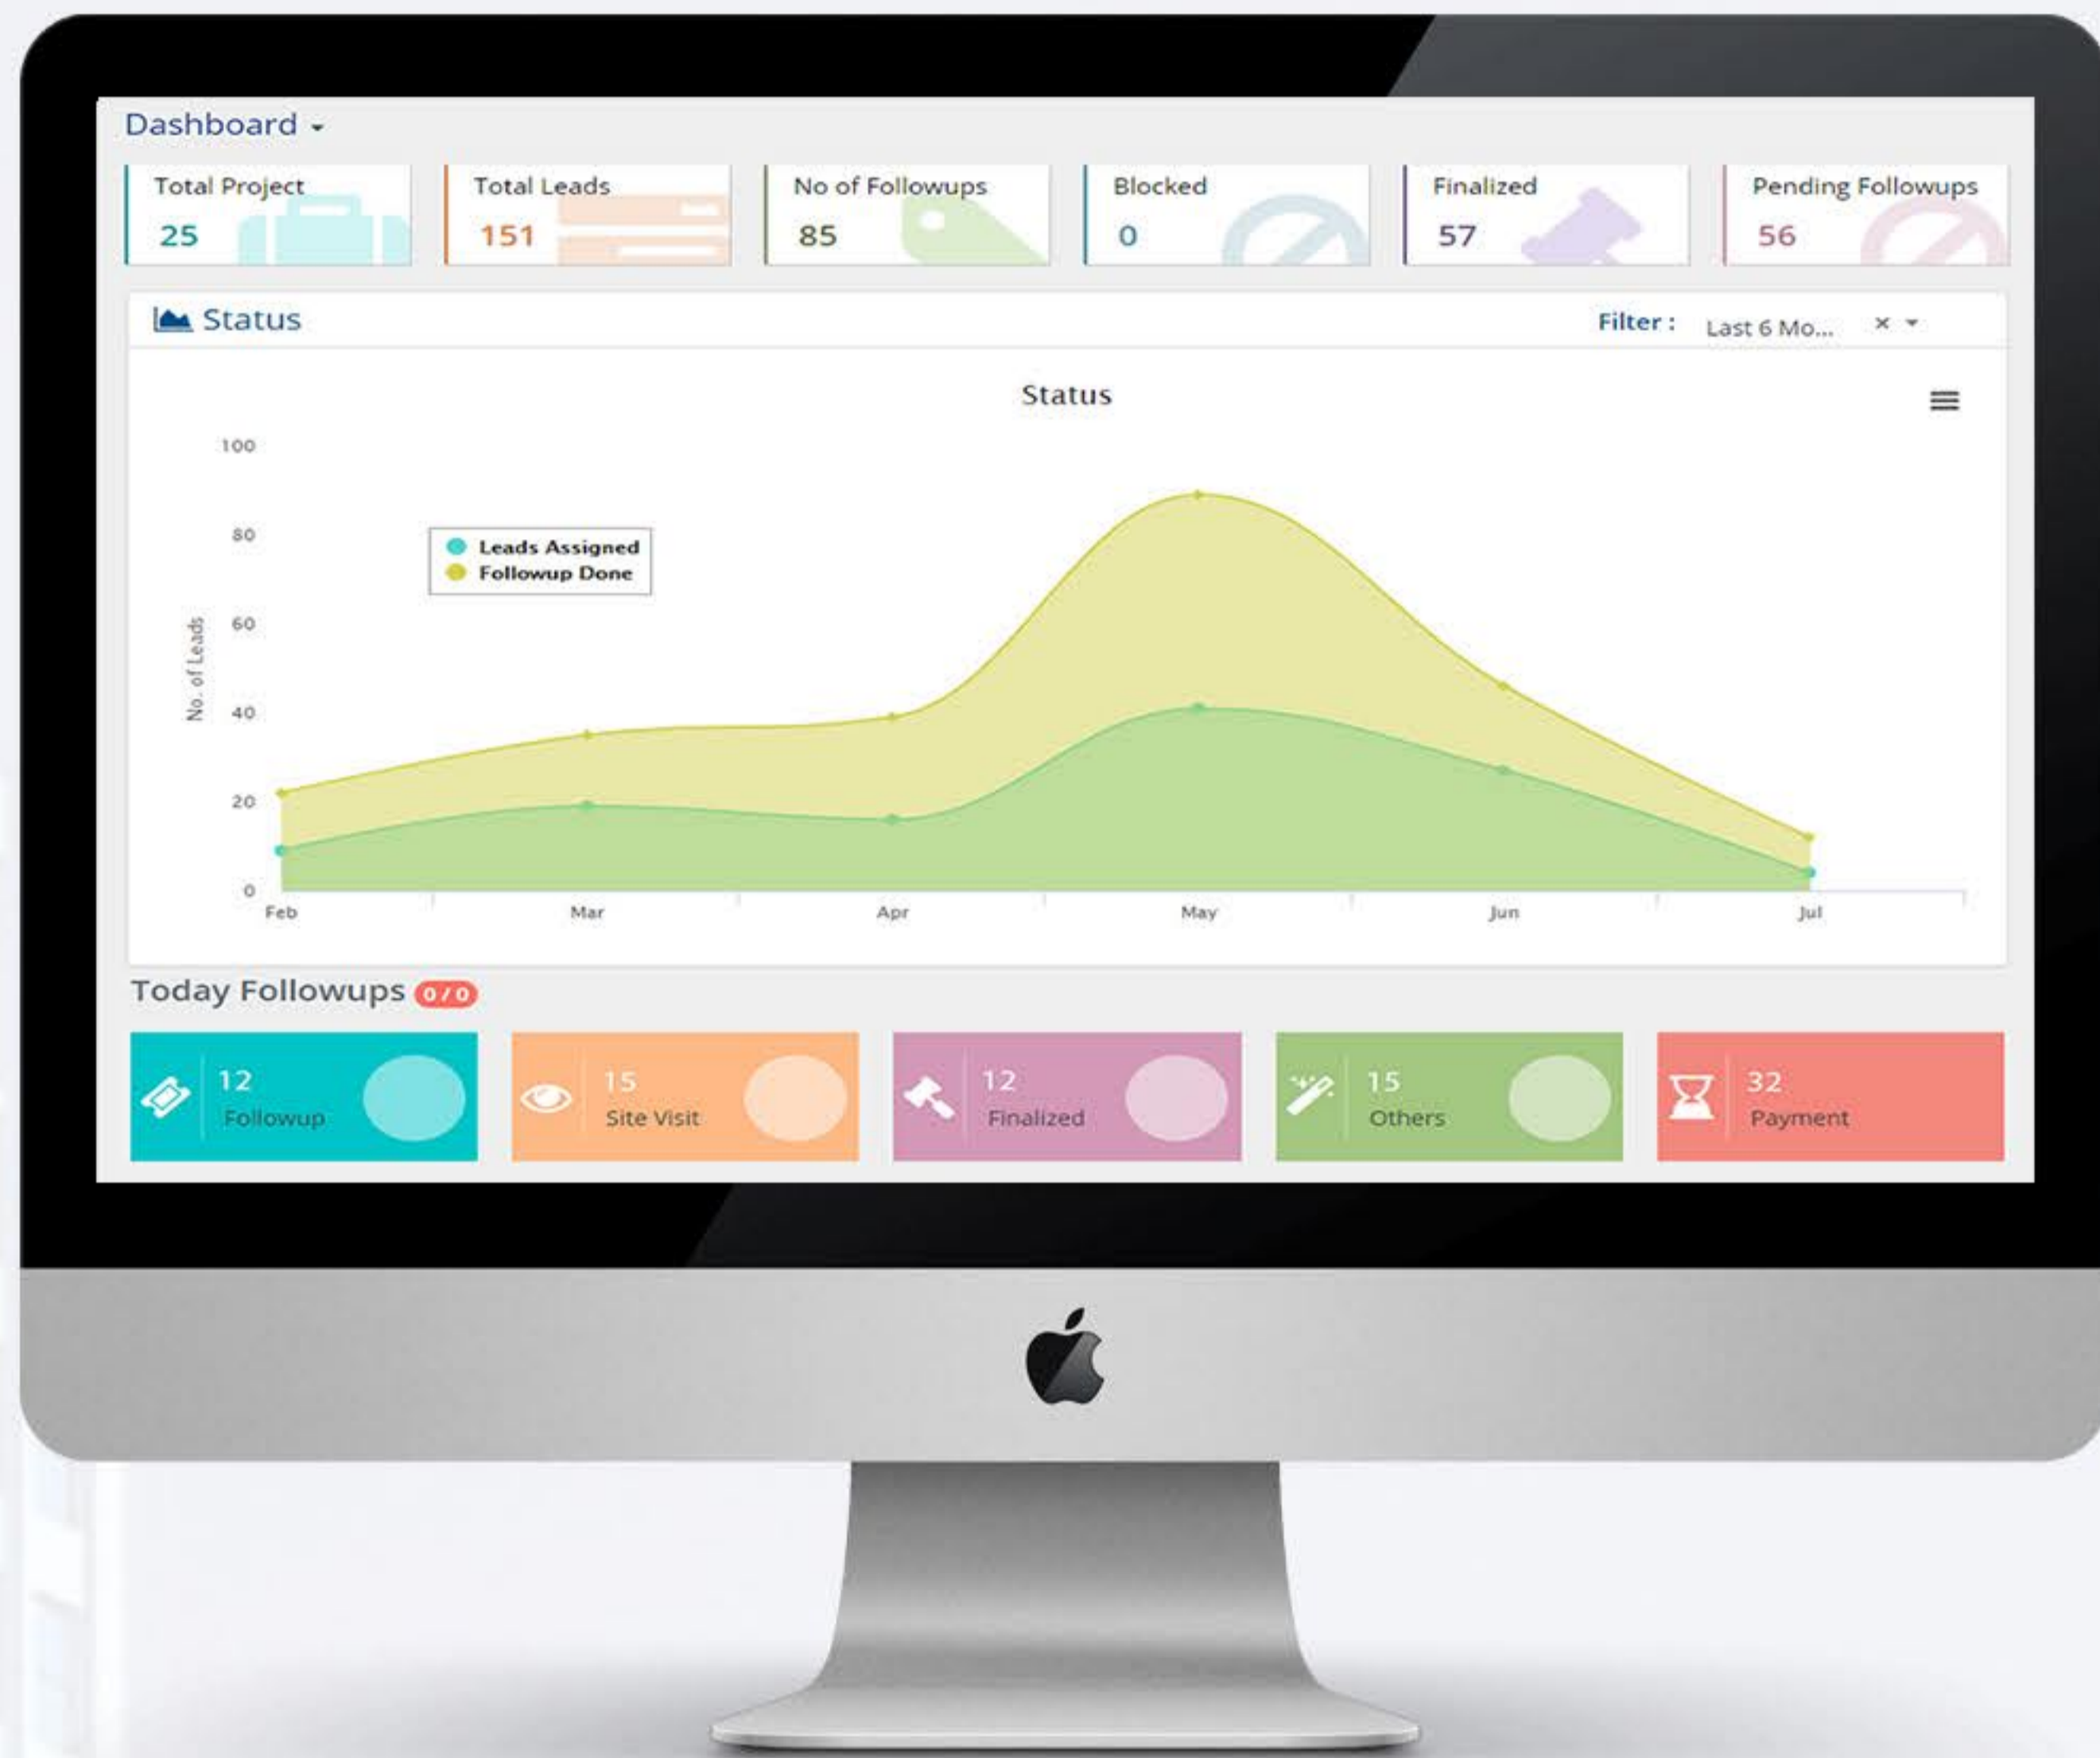 Dashboard
Total Project
25
Total Leads
151
No of Followups
85
Blocked
0
Finalized
57
Pending Followups
56
Status
Filter :
Last 6 Mo...
Status
100
80
60
40
20
0
No. of Leads
Leads Assigned
Followup Done
Feb Mar Apr May Jun Jul
Today Followups 0/0
12
Followup
15
Site Visit
12
Finalized
15
Others
32
Payment